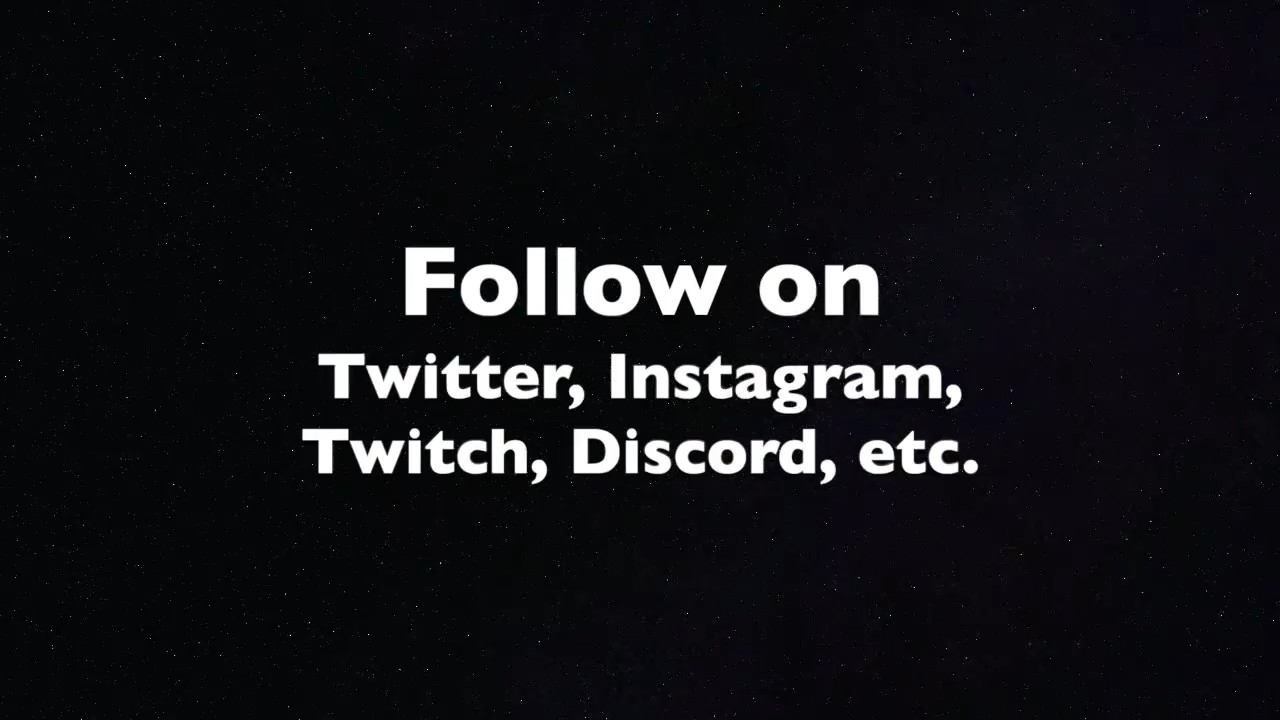 Follow on
Twitter, Instagram,
Twitch, Discord, etc.